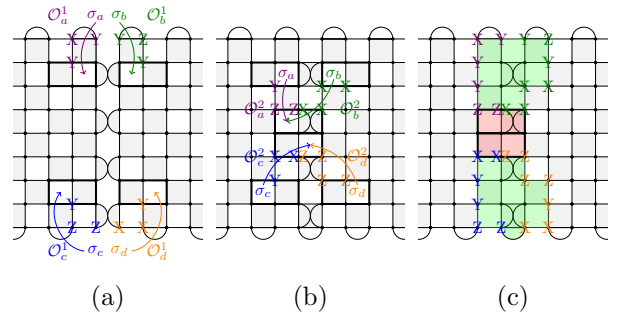 𝒪_a^1 σ_a σ_b 𝒪_b^1
X Y Y Z
Y Y
𝒪_c^1 σ_c σ_d 𝒪_d^1
Y Y
Z Z X X
(a)
σ_a σ_b
Y X X
𝒪_a^2 Z Z X X 𝒪_b^2
𝒪_c^2 X X Z Z 𝒪_d^2
Y Z Z
σ_c σ_d
(b)
X Y Y Z
Y Y
Y X X
Z Z X X
X X Z Z
Y Z Z
Y Y
Z Z X X
(c)